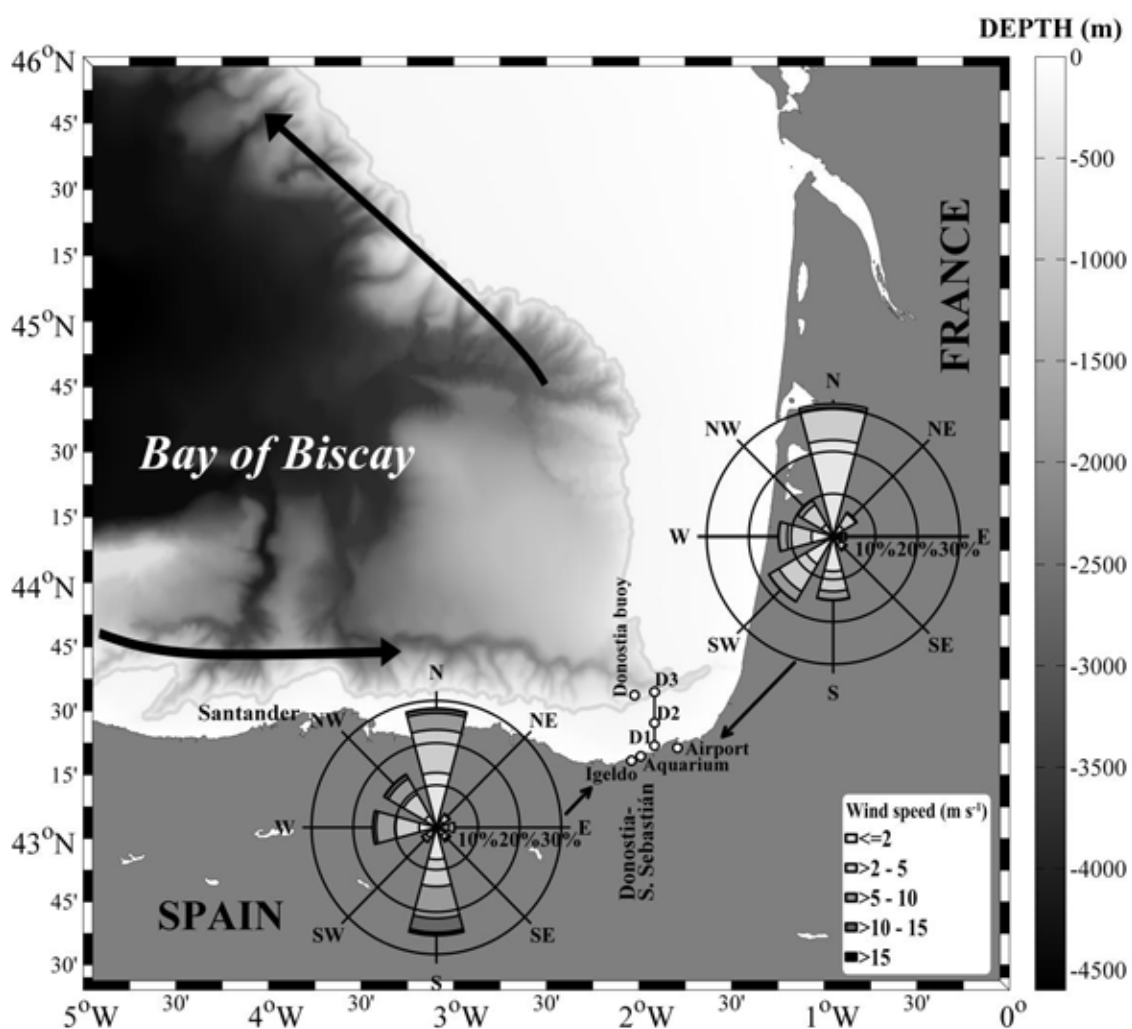 DEPTH (m)
46°N
45'
30'
15'
45°N
45'
30'
15'
44°N
45'
30'
15'
43°N
45'
30'
5°W
30'
4°W
30'
3°W
30'
2°W
30'
1°W
30'
0°
0
-500
-1000
-1500
-2000
-2500
-3000
-3500
-4000
-4500
FRANCE
Bay of Biscay
N
NW
NE
W
E
10%20%30%
SW
SE
S
Donostia buoy
D3
D2
D1
Airport
Aquarium
Igeldo
Donostia-
S. Sebastián
Santander
N
NW
NE
W
E
10%20%30%
SW
SE
S
SPAIN
Wind speed (m s⁻¹)
<=2
>2 - 5
>5 - 10
>10 - 15
>15